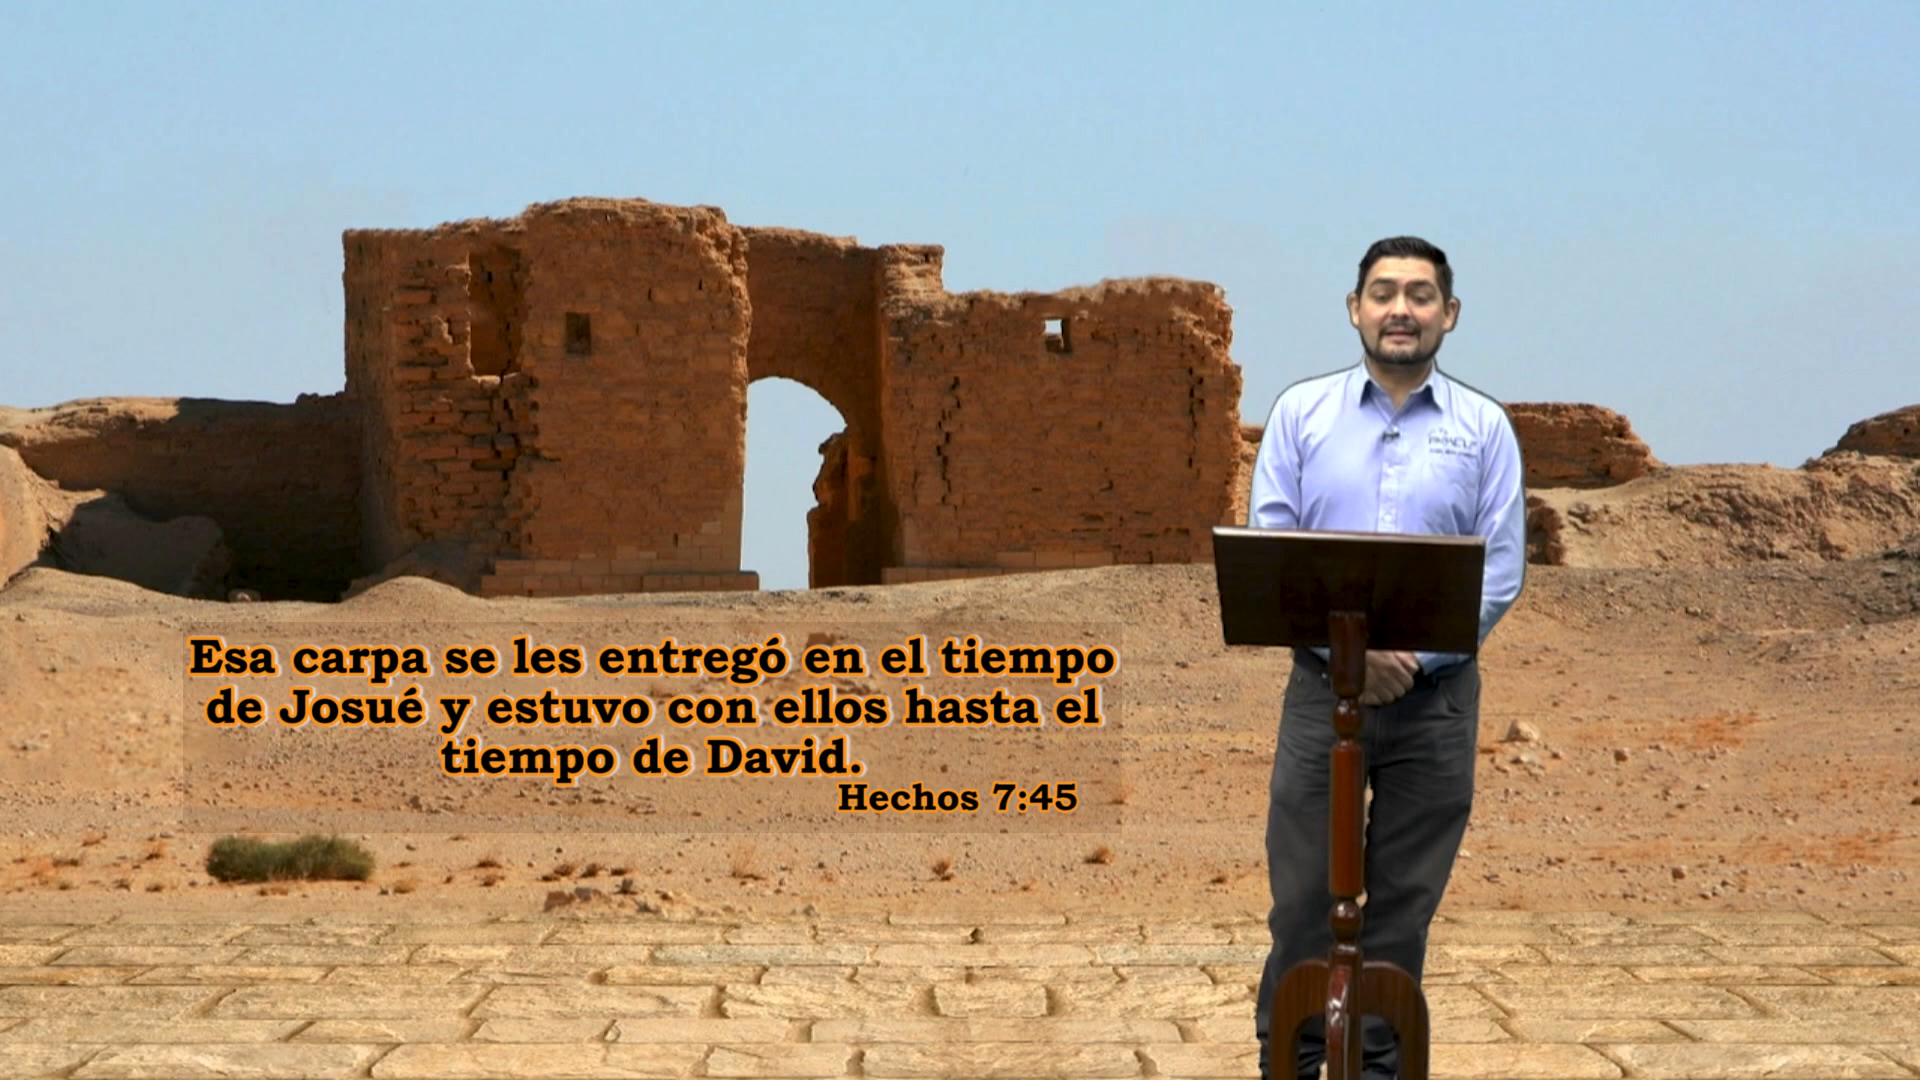 Esa carpa se les entregó en el tiempo
de Josué y estuvo con ellos hasta el
tiempo de David.
Hechos 7:45